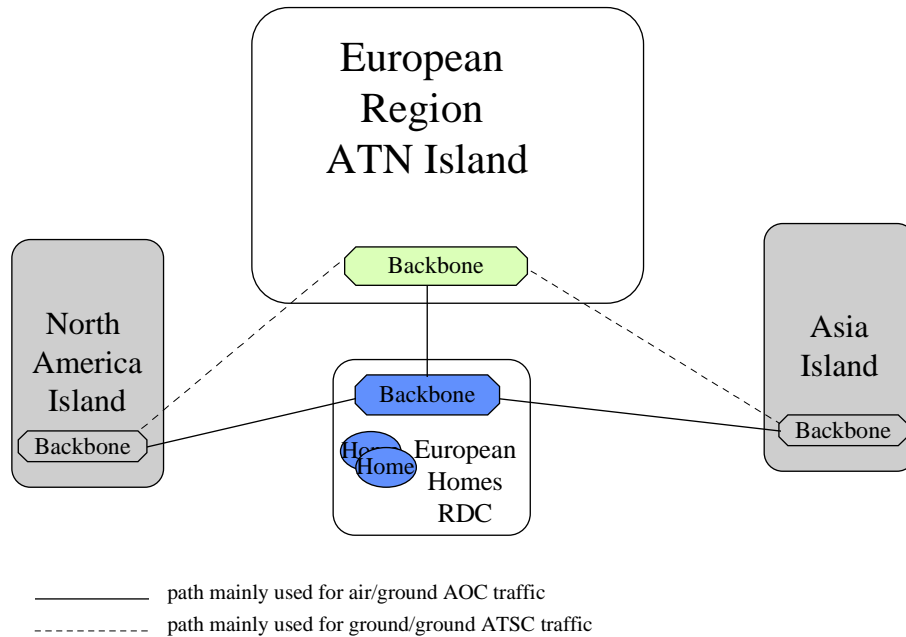 European
Region
ATN Island
Backbone
North
America
Island
Backbone
Asia
Island
Backbone
Backbone
Home
Home
European
Homes
RDC
path mainly used for air/ground AOC traffic
path mainly used for ground/ground ATSC traffic